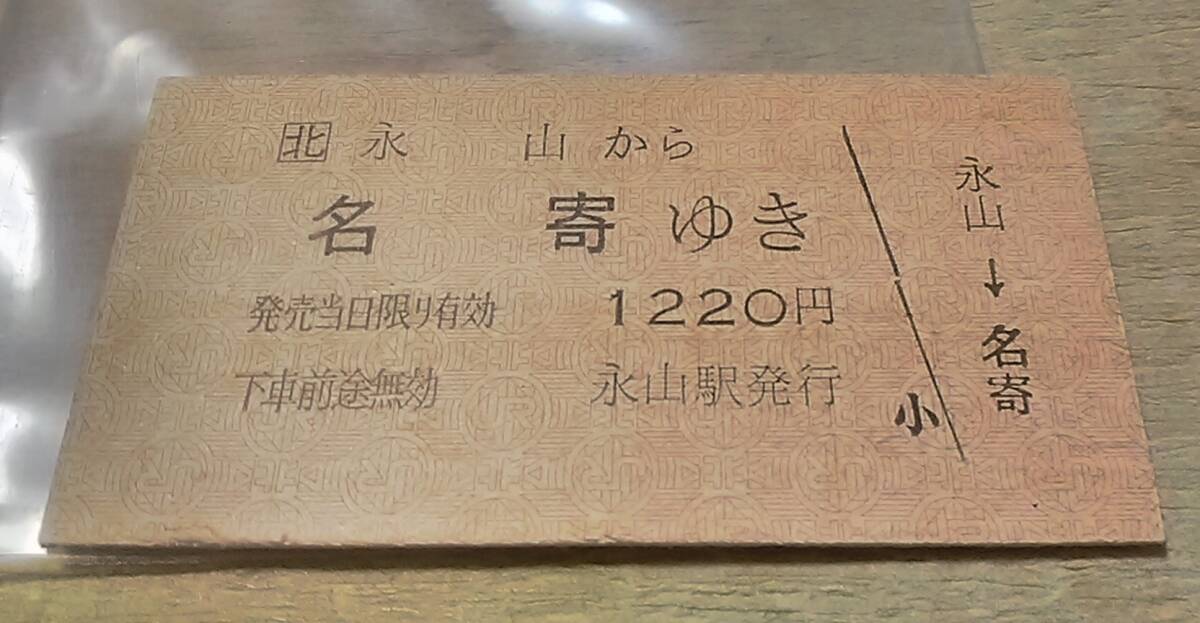 北 永山から
名寄ゆき
発売当日限り有効 1220円
下車前途無効 永山駅発行
小
永山→名寄